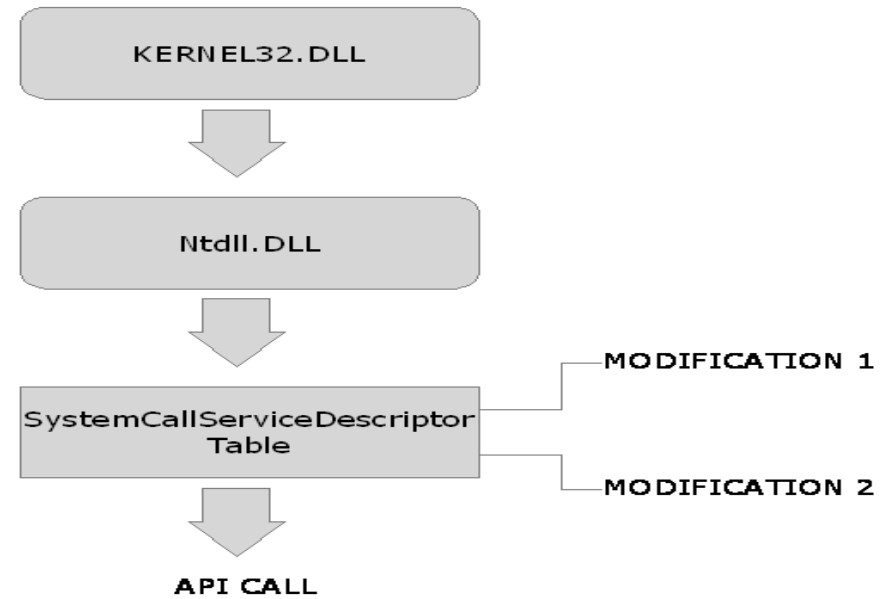 KERNEL32.DLL
Ntdll.DLL
MODIFICATION 1
SystemCallServiceDescriptor
Table
MODIFICATION 2
API CALL